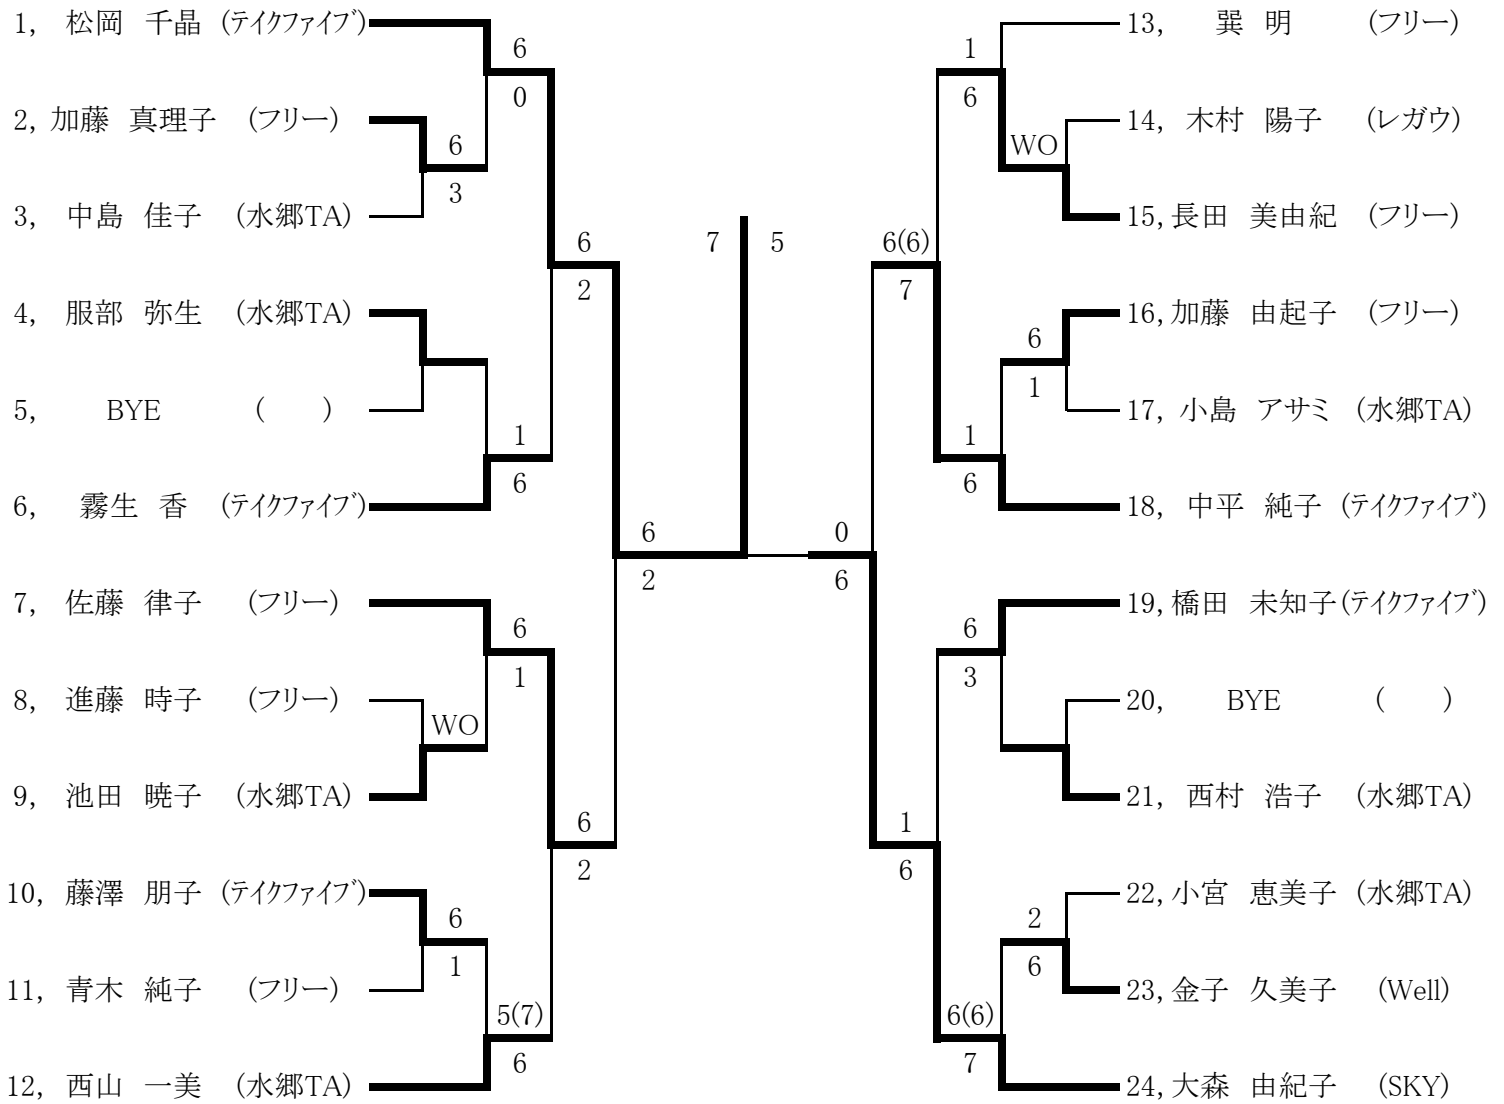 1, 松岡 千晶 (テイクファイブ)
6
0
2, 加藤 真理子 (フリー)
6
3
3, 中島 佳子 (水郷TA)
6
2
4, 服部 弥生 (水郷TA)
5, BYE ( )
1
6
6, 霧生 香 (テイクファイブ)
6
2
7, 佐藤 律子 (フリー)
6
1
8, 進藤 時子 (フリー)
WO
9, 池田 暁子 (水郷TA)
6
2
10, 藤澤 朋子 (テイクファイブ)
6
1
11, 青木 純子 (フリー)
5(7)
6
12, 西山 一美 (水郷TA)
7 5
13, 巽 明 (フリー)
1
6
14, 木村 陽子 (レガウ)
WO
15, 長田 美由紀 (フリー)
6(6)
7
16, 加藤 由起子 (フリー)
6
1
17, 小島 アサミ (水郷TA)
1
6
18, 中平 純子 (テイクファイブ)
0
6
19, 橋田 未知子 (テイクファイブ)
6
3
20, BYE ( )
21, 西村 浩子 (水郷TA)
1
6
22, 小宮 恵美子 (水郷TA)
2
6
23, 金子 久美子 (Well)
6(6)
7
24, 大森 由紀子 (SKY)